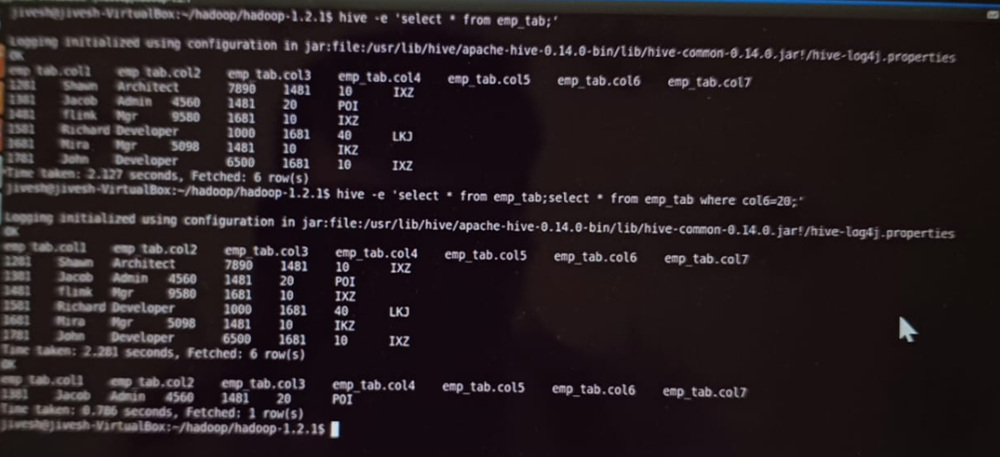 jivesh@jivesh-VirtualBox:~/hadoop/hadoop-1.2.1$ hive -e 'select * from emp_tab;'
Logging initialized using configuration in jar:file:/usr/lib/hive/apache-hive-0.14.0-bin/lib/hive-common-0.14.0.jar!/hive-log4j.properties
OK
emp_tab.col1 emp_tab.col2 emp_tab.col3 emp_tab.col4 emp_tab.col5 emp_tab.col6 emp_tab.col7
1281 Shawn Architect 7890 1481 10 IXZ
1381 Jacob Admin 4560 1481 20 POI
1481 flink Mgr 9580 1681 10 IXZ
1581 Richard Developer 1000 1681 40 LKJ
1681 Mira Mgr 5098 1481 10 IKZ
1781 John Developer 6500 1681 10 IXZ
Time taken: 2.127 seconds, Fetched: 6 row(s)
jivesh@jivesh-VirtualBox:~/hadoop/hadoop-1.2.1$ hive -e 'select * from emp_tab;select * from emp_tab where col6=20;'
Logging initialized using configuration in jar:file:/usr/lib/hive/apache-hive-0.14.0-bin/lib/hive-common-0.14.0.jar!/hive-log4j.properties
OK
emp_tab.col1 emp_tab.col2 emp_tab.col3 emp_tab.col4 emp_tab.col5 emp_tab.col6 emp_tab.col7
1281 Shawn Architect 7890 1481 10 IXZ
1381 Jacob Admin 4560 1481 20 POI
1481 flink Mgr 9580 1681 10 IXZ
1581 Richard Developer 1000 1681 40 LKJ
1681 Mira Mgr 5098 1481 10 IKZ
1781 John Developer 6500 1681 10 IXZ
Time taken: 2.281 seconds, Fetched: 6 row(s)
OK
emp_tab.col1 emp_tab.col2 emp_tab.col3 emp_tab.col4 emp_tab.col5 emp_tab.col6 emp_tab.col7
1381 Jacob Admin 4560 1481 20 POI
Time taken: 0.786 seconds, Fetched: 1 row(s)
jivesh@jivesh-VirtualBox:~/hadoop/hadoop-1.2.1$